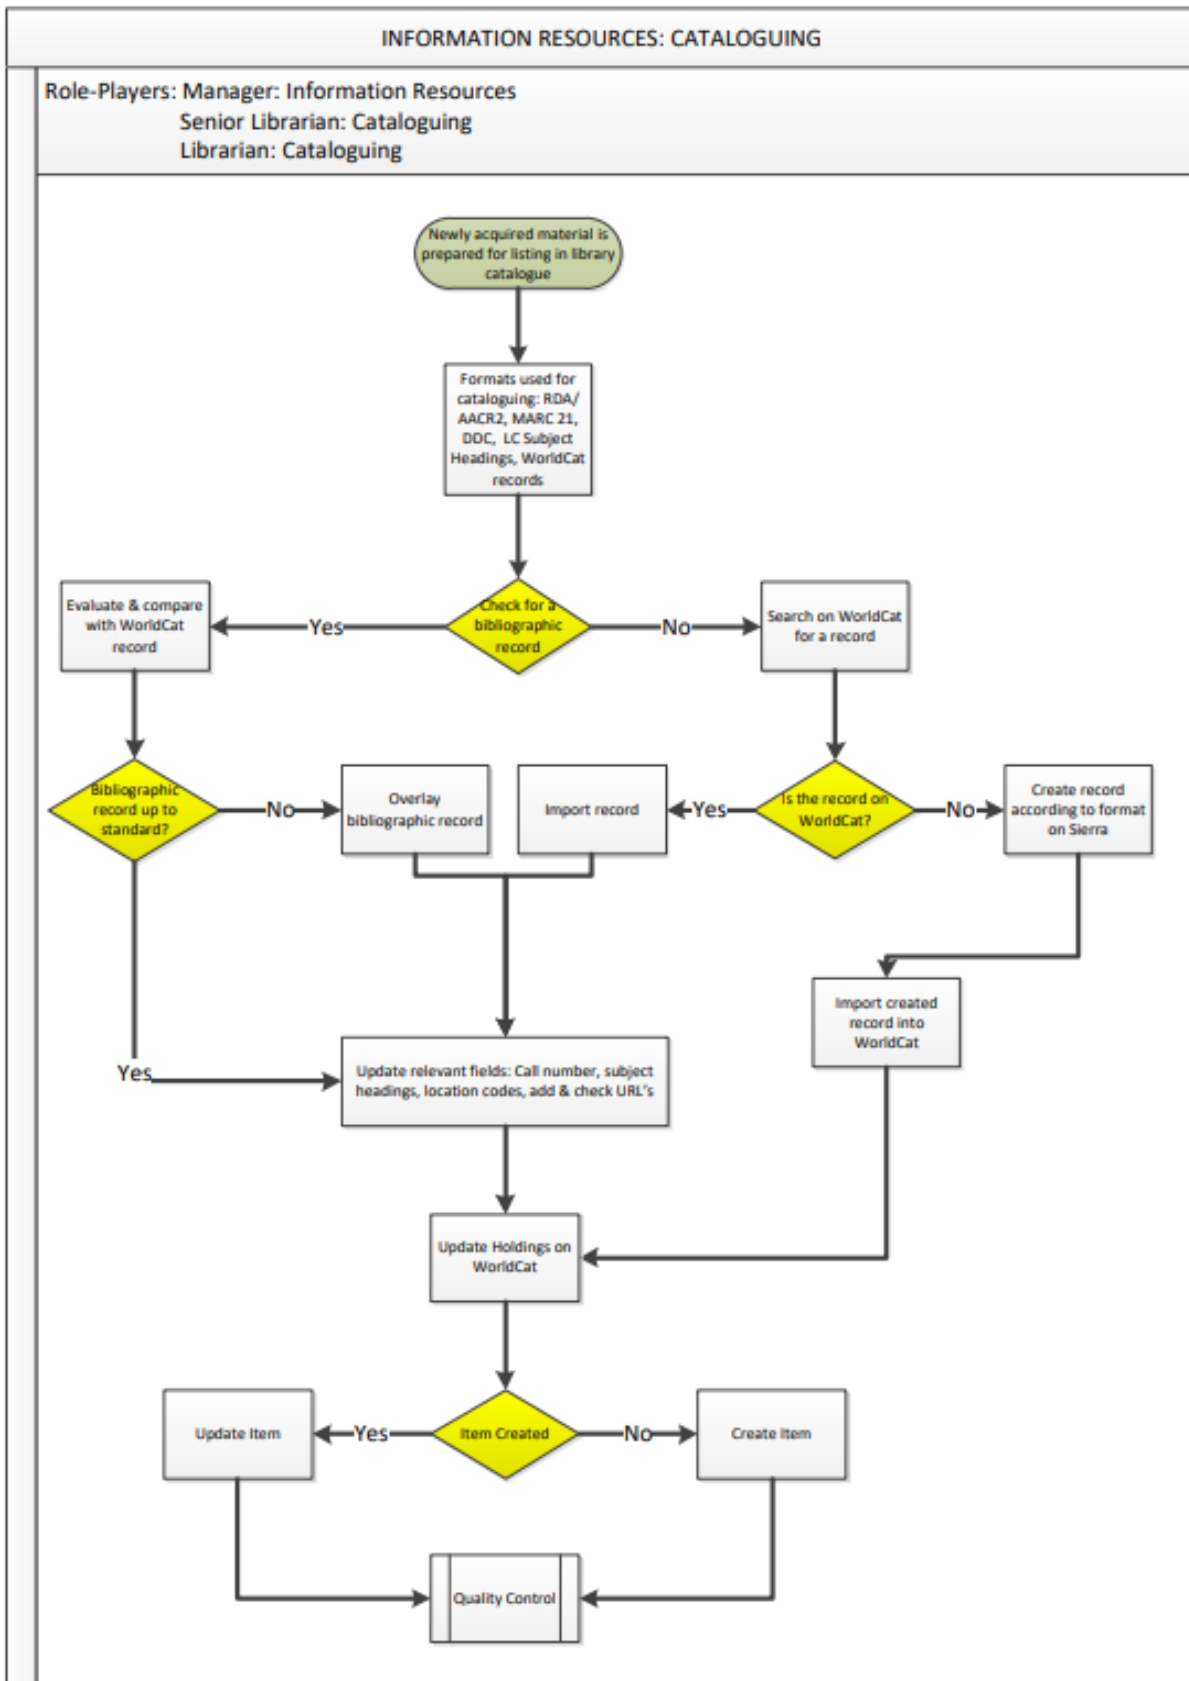 INFORMATION RESOURCES: CATALOGUING
Role-Players: Manager: Information Resources
Senior Librarian: Cataloguing
Librarian: Cataloguing
Newly acquired material is
prepared for listing in library
catalogue
Formats used for
cataloguing: RDA/
AACR2, MARC 21,
DDC, LC Subject
Headings, WorldCat
records
Check for a
bibliographic
record
Yes
No
Evaluate & compare
with WorldCat
record
Search on WorldCat
for a record
Bibliographic
record up to
standard?
No
Overlay
bibliographic record
Import record
Yes
Is the record on
WorldCat?
No
Create record
according to format
on Sierra
Import created
record into
WorldCat
Yes
Update relevant fields: Call number, subject
headings, location codes, add & check URL's
Update Holdings on
WorldCat
Update Item
Yes
Item Created
No
Create Item
Quality Control